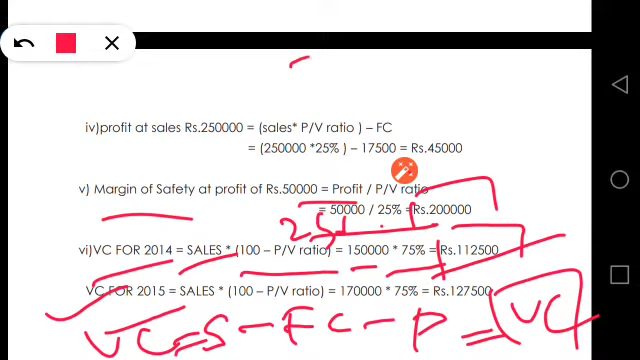 iv)profit at sales Rs.250000 = (sales* P/V ratio ) – FC
= (250000 *25% ) – 17500 = Rs.45000
v) Margin of Safety at profit of Rs.50000 = Profit / P/V ratio
= 50000 / 25% =Rs.200000
25%
vi)VC FOR 2014 = SALES * (100 – P/V ratio) = 150000 * 75% = Rs.112500
VC FOR 2015 = SALES * (100 – P/V ratio) = 170000 * 75% = Rs.127500
VC = S – FC – P = VC